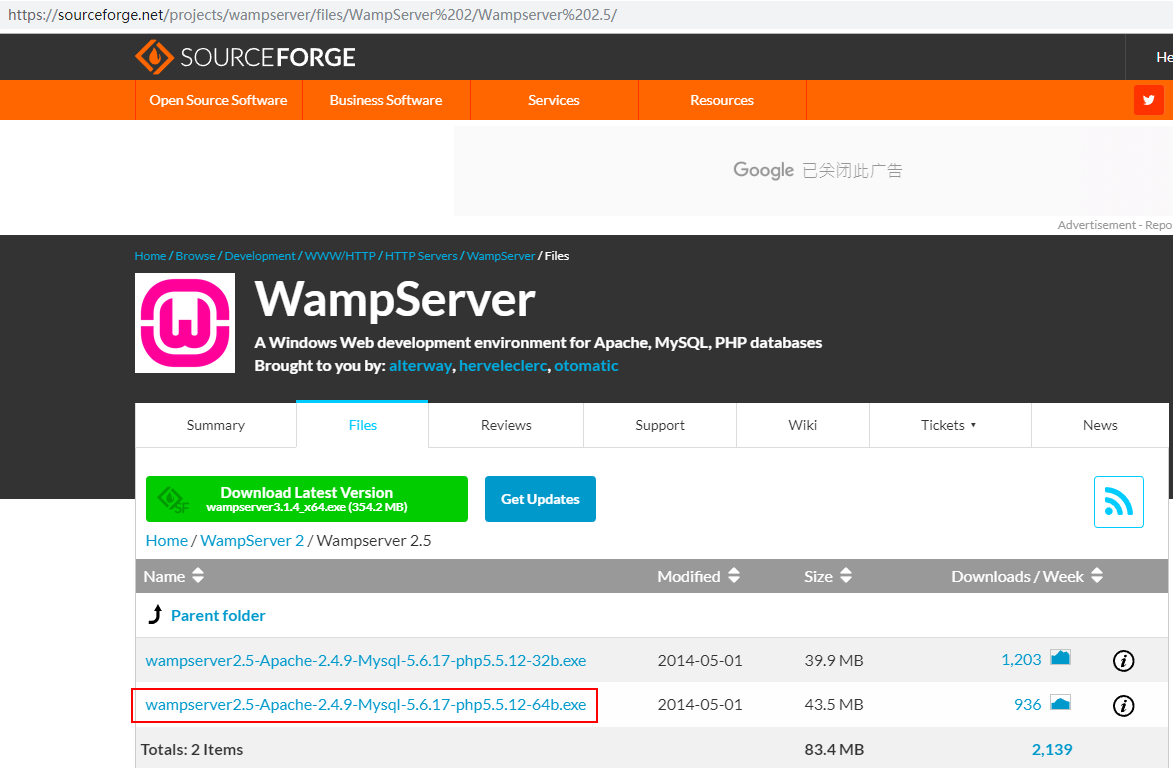 https://sourceforge.net/projects/wampserver/files/WampServer%202/Wampserver%202.5/
SOURCEFORGE
He
Open Source Software Business Software Services Resources
Google 已关闭此广告
Advertisement - Repo
Home / Browse / Development / WWW/HTTP / HTTP Servers / WampServer / Files
WampServer
A Windows Web development environment for Apache, MySQL, PHP databases
Brought to you by: alterway, herveleclerc, otomatic
Summary Files Reviews Support Wiki Tickets ▾ News
Download Latest Version
wampserver3.1.4_x64.exe (354.2 MB)
Get Updates
SF
Home / WampServer 2 / Wampserver 2.5
Name Modified Size Downloads / Week
Parent folder
wampserver2.5-Apache-2.4.9-Mysql-5.6.17-php5.5.12-32b.exe 2014-05-01 39.9 MB 1,203 i
wampserver2.5-Apache-2.4.9-Mysql-5.6.17-php5.5.12-64b.exe 2014-05-01 43.5 MB 936 i
Totals: 2 Items 83.4 MB 2,139